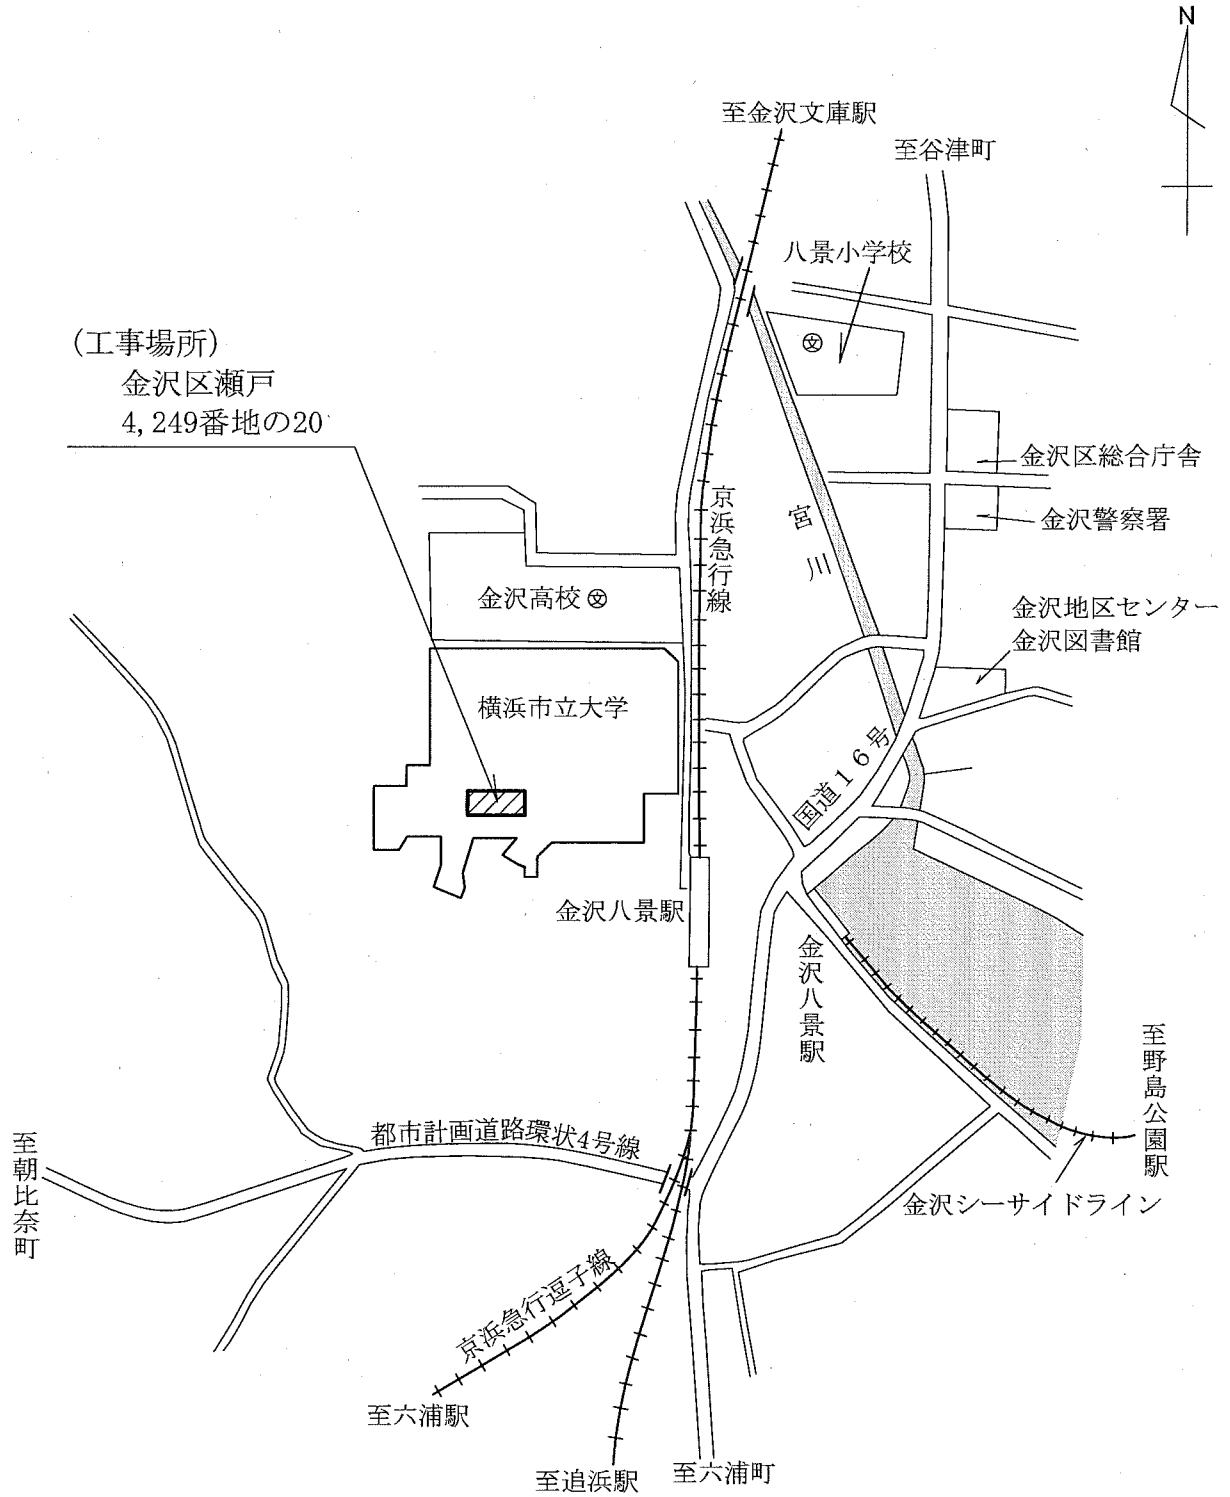 N
至金沢文庫駅
至谷津町
八景小学校
文
(工事場所)
金沢区瀬戸
4,249番地の20
金沢区総合庁舎
京浜急行線
宮川
金沢警察署
金沢高校
文
金沢地区センター
金沢図書館
横浜市立大学
国道16号
金沢八景駅
金沢八景駅
至野島公園駅
都市計画道路環状4号線
至朝比奈町
金沢シーサイドライン
京浜急行逗子線
至六浦駅
至追浜駅
至六浦町